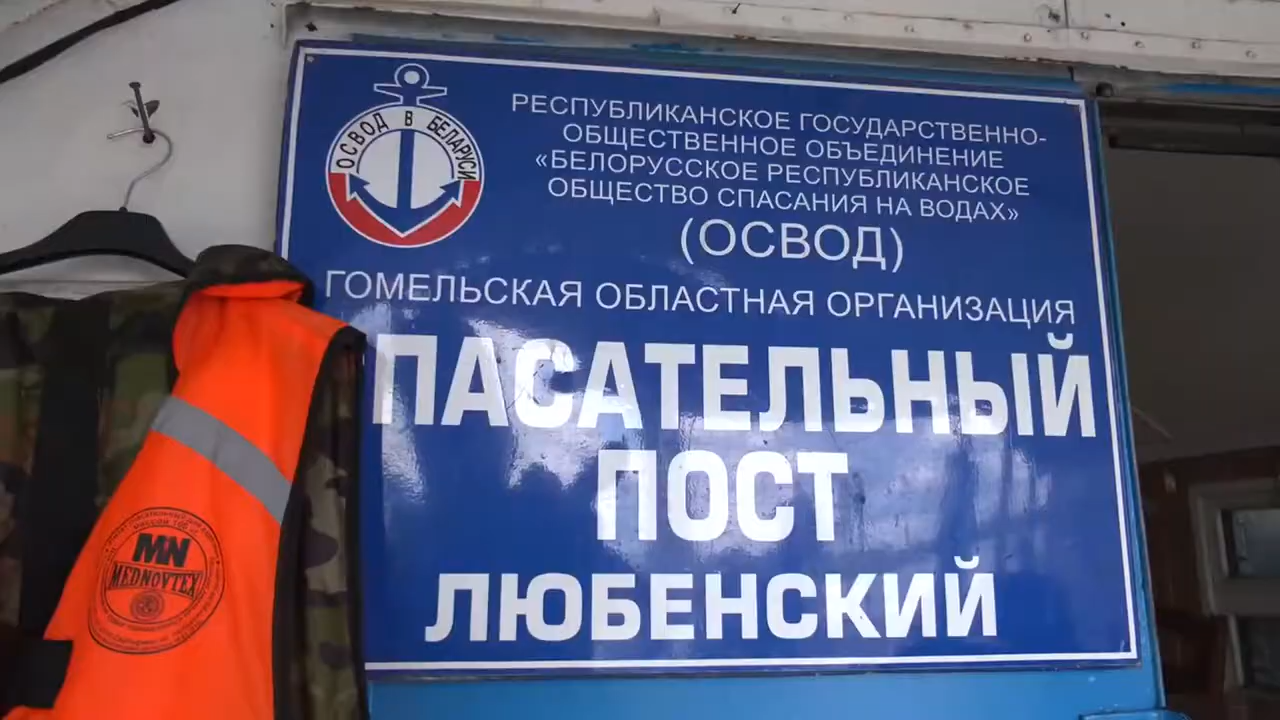 ОСВОД В БЕЛАРУСИ
РЕСПУБЛИКАНСКОЕ ГОСУДАРСТВЕННО-
ОБЩЕСТВЕННОЕ ОБЪЕДИНЕНИЕ
«БЕЛОРУССКОЕ РЕСПУБЛИКАНСКОЕ
ОБЩЕСТВО СПАСАНИЯ НА ВОДАХ»
(ОСВОД)
ГОМЕЛЬСКАЯ ОБЛАСТНАЯ ОРГАНИЗАЦИЯ
ПАСАТЕЛЬНЫЙ
ПОСТ
ЛЮБЕНСКИЙ
MN
MEDNOVTEX